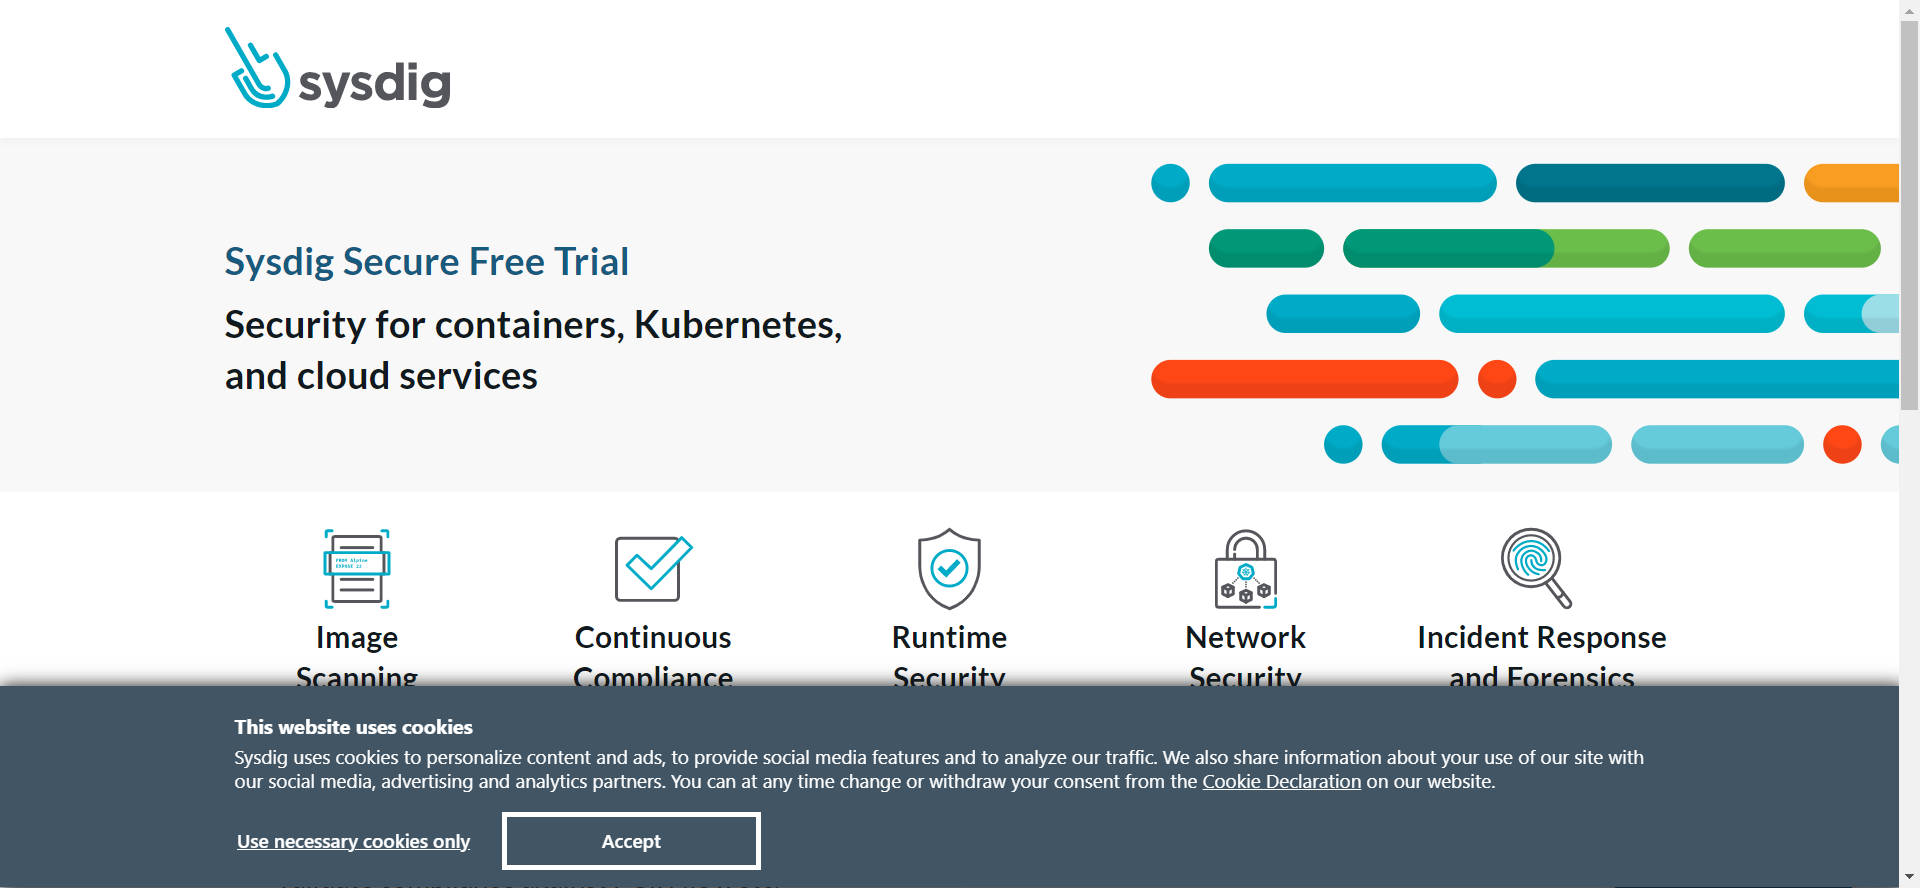 sysdig
Sysdig Secure Free Trial
Security for containers, Kubernetes,
and cloud services
FROM Alpine
EXPOSE 22
Image
Scanning
Continuous
Compliance
Runtime
Security
Network
Security
Incident Response
and Forensics
This website uses cookies
Sysdig uses cookies to personalize content and ads, to provide social media features and to analyze our traffic. We also share information about your use of our site with
our social media, advertising and analytics partners. You can at any time change or withdraw your consent from the Cookie Declaration on our website.
Use necessary cookies only
Accept